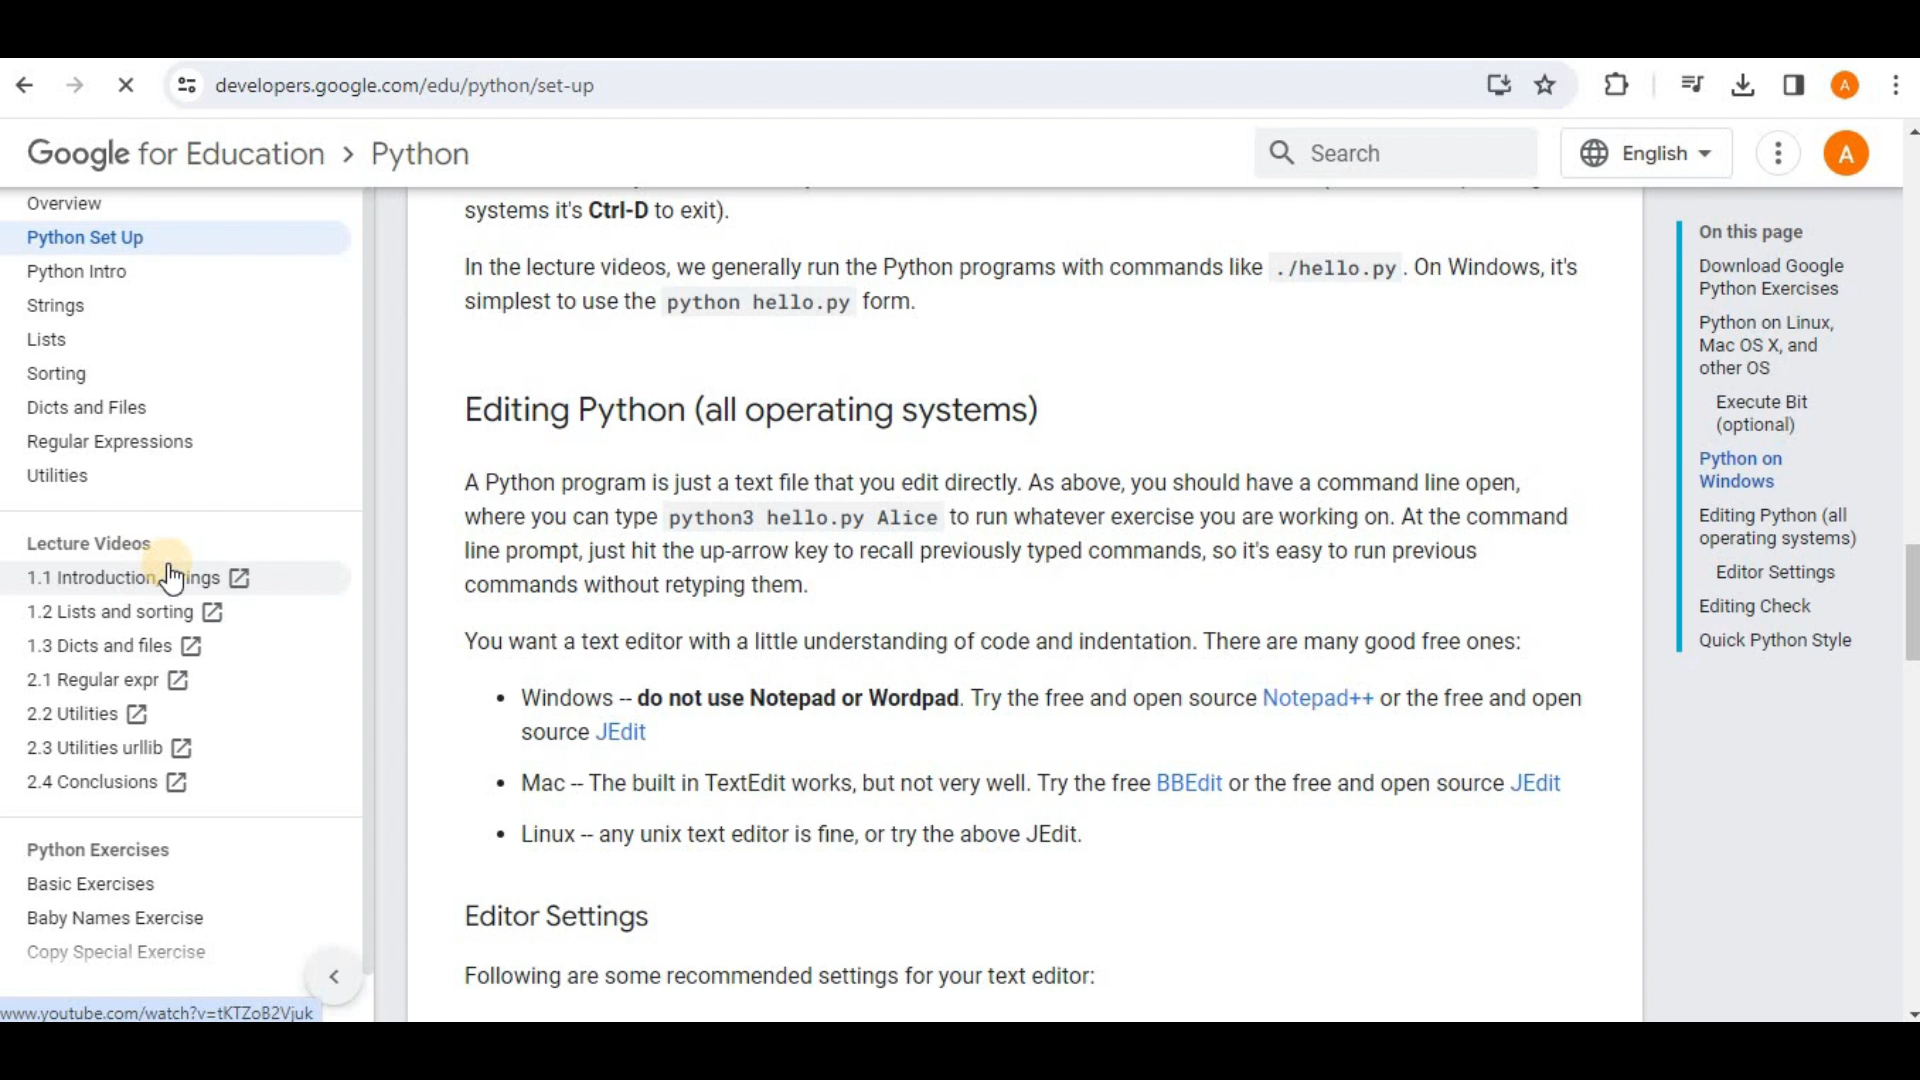 developers.google.com/edu/python/set-up
A
Google for Education > Python
Search
English
A
Overview
Python Set Up
Python Intro
Strings
Lists
Sorting
Dicts and Files
Regular Expressions
Utilities
Lecture Videos
1.1 Introduction
1.2 Lists and sorting
1.3 Dicts and files
2.1 Regular expr
2.2 Utilities
2.3 Utilities urllib
2.4 Conclusions
Python Exercises
Basic Exercises
Baby Names Exercise
Copy Special Exercise
www.youtube.com/watch?v=tKTZoB2Vjuk
systems it's Ctrl-D to exit).
In the lecture videos, we generally run the Python programs with commands like ./hello.py. On Windows, it's
simplest to use the python hello.py form.
Editing Python (all operating systems)
A Python program is just a text file that you edit directly. As above, you should have a command line open,
where you can type python3 hello.py Alice to run whatever exercise you are working on. At the command
line prompt, just hit the up-arrow key to recall previously typed commands, so it's easy to run previous
commands without retyping them.
You want a text editor with a little understanding of code and indentation. There are many good free ones:
• Windows -- do not use Notepad or Wordpad. Try the free and open source Notepad++ or the free and open
source JEdit
• Mac -- The built in TextEdit works, but not very well. Try the free BBEdit or the free and open source JEdit
• Linux -- any unix text editor is fine, or try the above JEdit.
Editor Settings
Following are some recommended settings for your text editor:
On this page
Download Google
Python Exercises
Python on Linux,
Mac OS X, and
other OS
Execute Bit
(optional)
Python on
Windows
Editing Python (all
operating systems)
Editor Settings
Editing Check
Quick Python Style